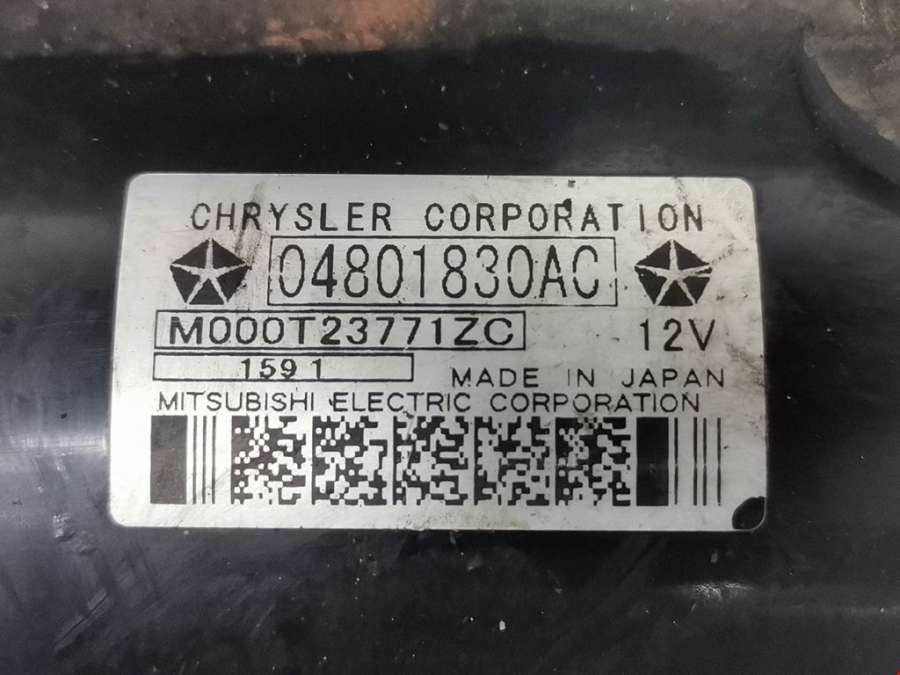 CHRYSLER CORPORATION
04801830AC
M000T23771ZC 12V
1591
MADE IN JAPAN
MITSUBISHI ELECTRIC CORPORATION